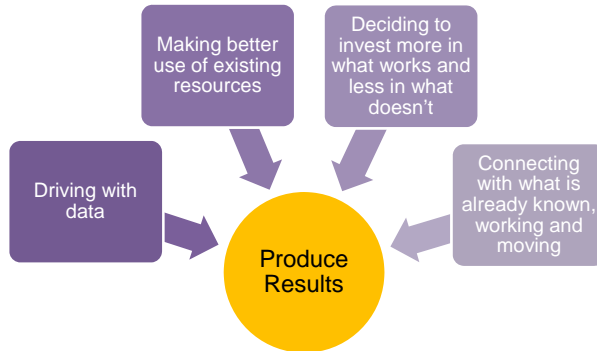 Making better
use of existing
resources
Deciding to
invest more in
what works and
less in what
doesn’t
Driving with
data
Connecting
with what is
already known,
working and
moving
Produce
Results